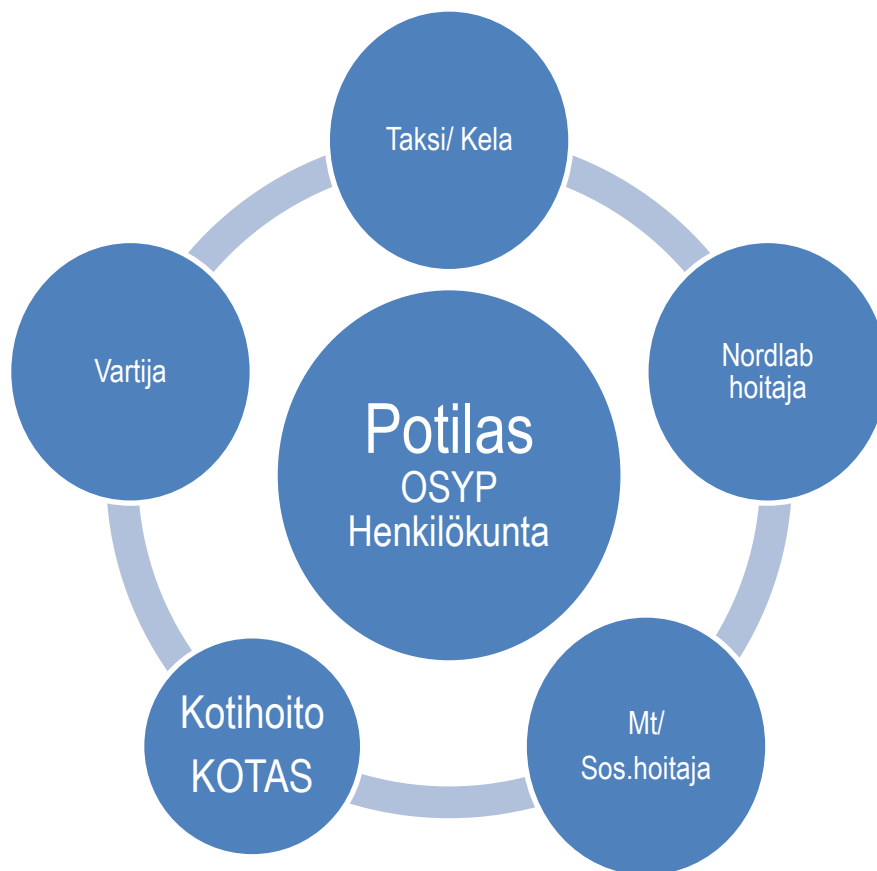 Taksi/ Kela
Nordlab
hoitaja
Mt/
Sos.hoitaja
Kotihoito
KOTAS
Vartija
Potilas
OSYP
Henkilökunta